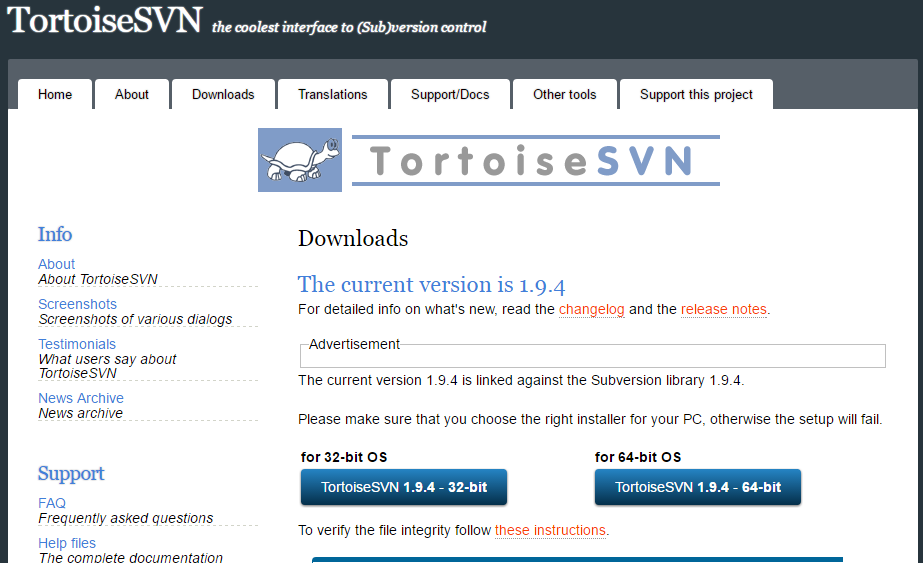 TortoiseSVN the coolest interface to (Sub)version control
Home About Downloads Translations Support/Docs Other tools Support this project
TortoiseSVN
Info
About
About TortoiseSVN
Screenshots
Screenshots of various dialogs
Testimonials
What users say about
TortoiseSVN
News Archive
News archive
Support
FAQ
Frequently asked questions
Help files
The complete documentation
Downloads
The current version is 1.9.4
For detailed info on what's new, read the changelog and the release notes.
Advertisement
The current version 1.9.4 is linked against the Subversion library 1.9.4.
Please make sure that you choose the right installer for your PC, otherwise the setup will fail.
for 32-bit OS
TortoiseSVN 1.9.4 - 32-bit
for 64-bit OS
TortoiseSVN 1.9.4 - 64-bit
To verify the file integrity follow these instructions.